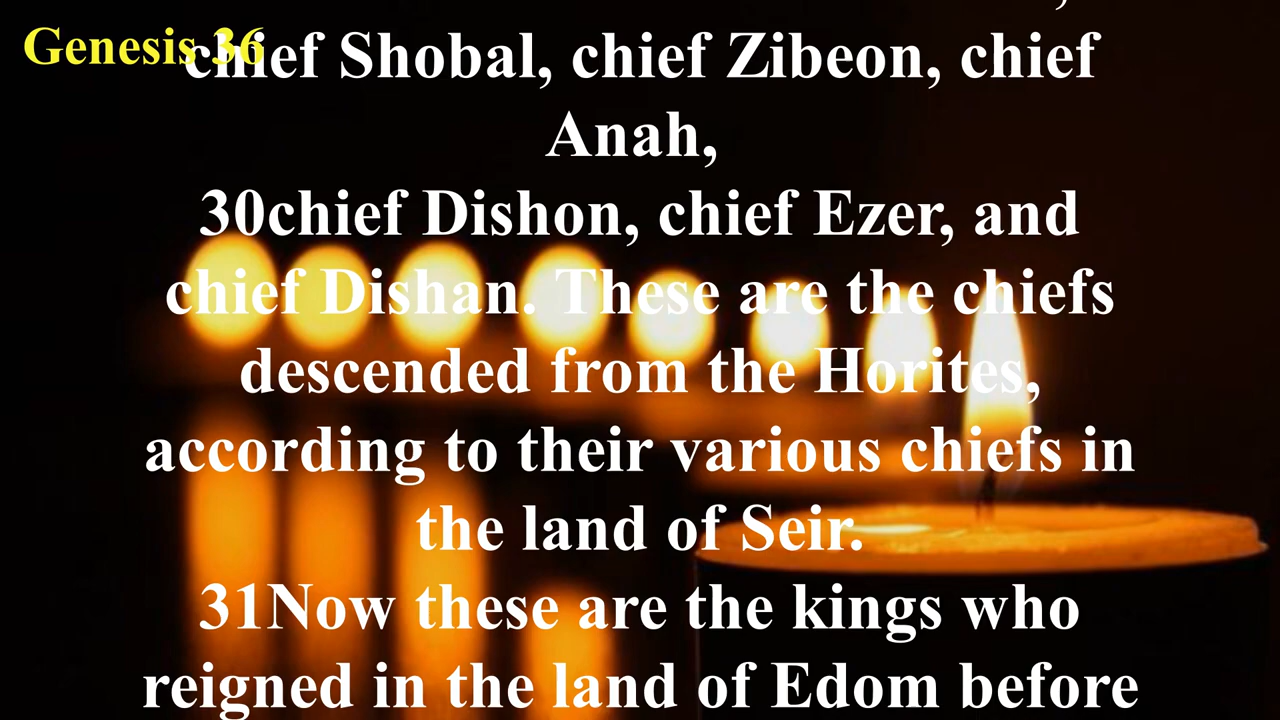 Genesis 36
chief Shobal, chief Zibeon, chief
Anah,
30chief Dishon, chief Ezer, and
chief Dishan. These are the chiefs
descended from the Horites,
according to their various chiefs in
the land of Seir.
31Now these are the kings who
reigned in the land of Edom before